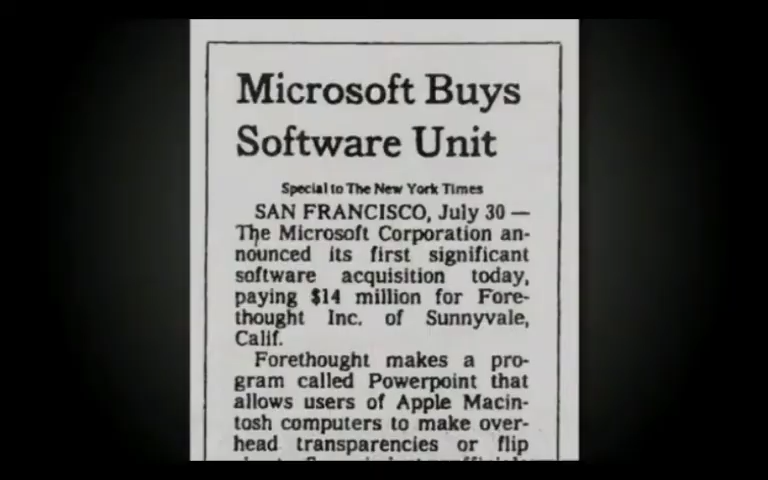 Microsoft Buys
Software Unit
Special to The New York Times
SAN FRANCISCO, July 30 —
The Microsoft Corporation an-
nounced its first significant
software acquisition today,
paying $14 million for Fore-
thought Inc. of Sunnyvale,
Calif.
Forethought makes a pro-
gram called Powerpoint that
allows users of Apple Macin-
tosh computers to make over-
head transparencies or flip